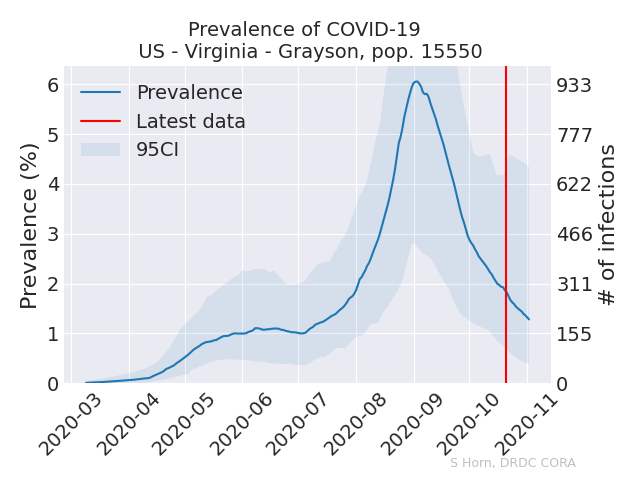 Prevalence of COVID-19
US - Virginia - Grayson, pop. 15550
Prevalence
Latest data
95CI
Prevalence (%)
6
5
4
3
2
1
0
933
777
622
466
311
155
0
# of infections
2020-03
2020-04
2020-05
2020-06
2020-07
2020-08
2020-09
2020-10
2020-11
S Horn, DRDC CORA